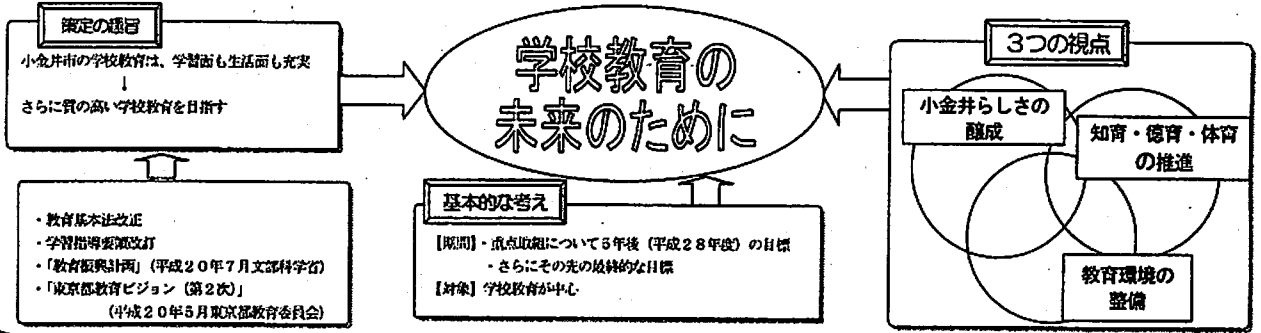 策定の趣旨
小金井市の学校教育は、学習面も生活面も充実
↓
さらに質の高い学校教育を目指す
・教育基本法改正
・学習指導要領改訂
・「教育振興計画」(平成20年7月文部科学省)
・「東京都教育ビジョン(第2次)」
(平成20年5月東京都教育委員会)
学校教育の
未来のために
基本的な考え
【期間】・重点取組について5年後(平成28年度)の目標
・さらにその先の最終的な目標
【対象】学校教育が中心
3つの視点
小金井らしさの
醸成
知育・徳育・体育
の推進
教育環境の
整備